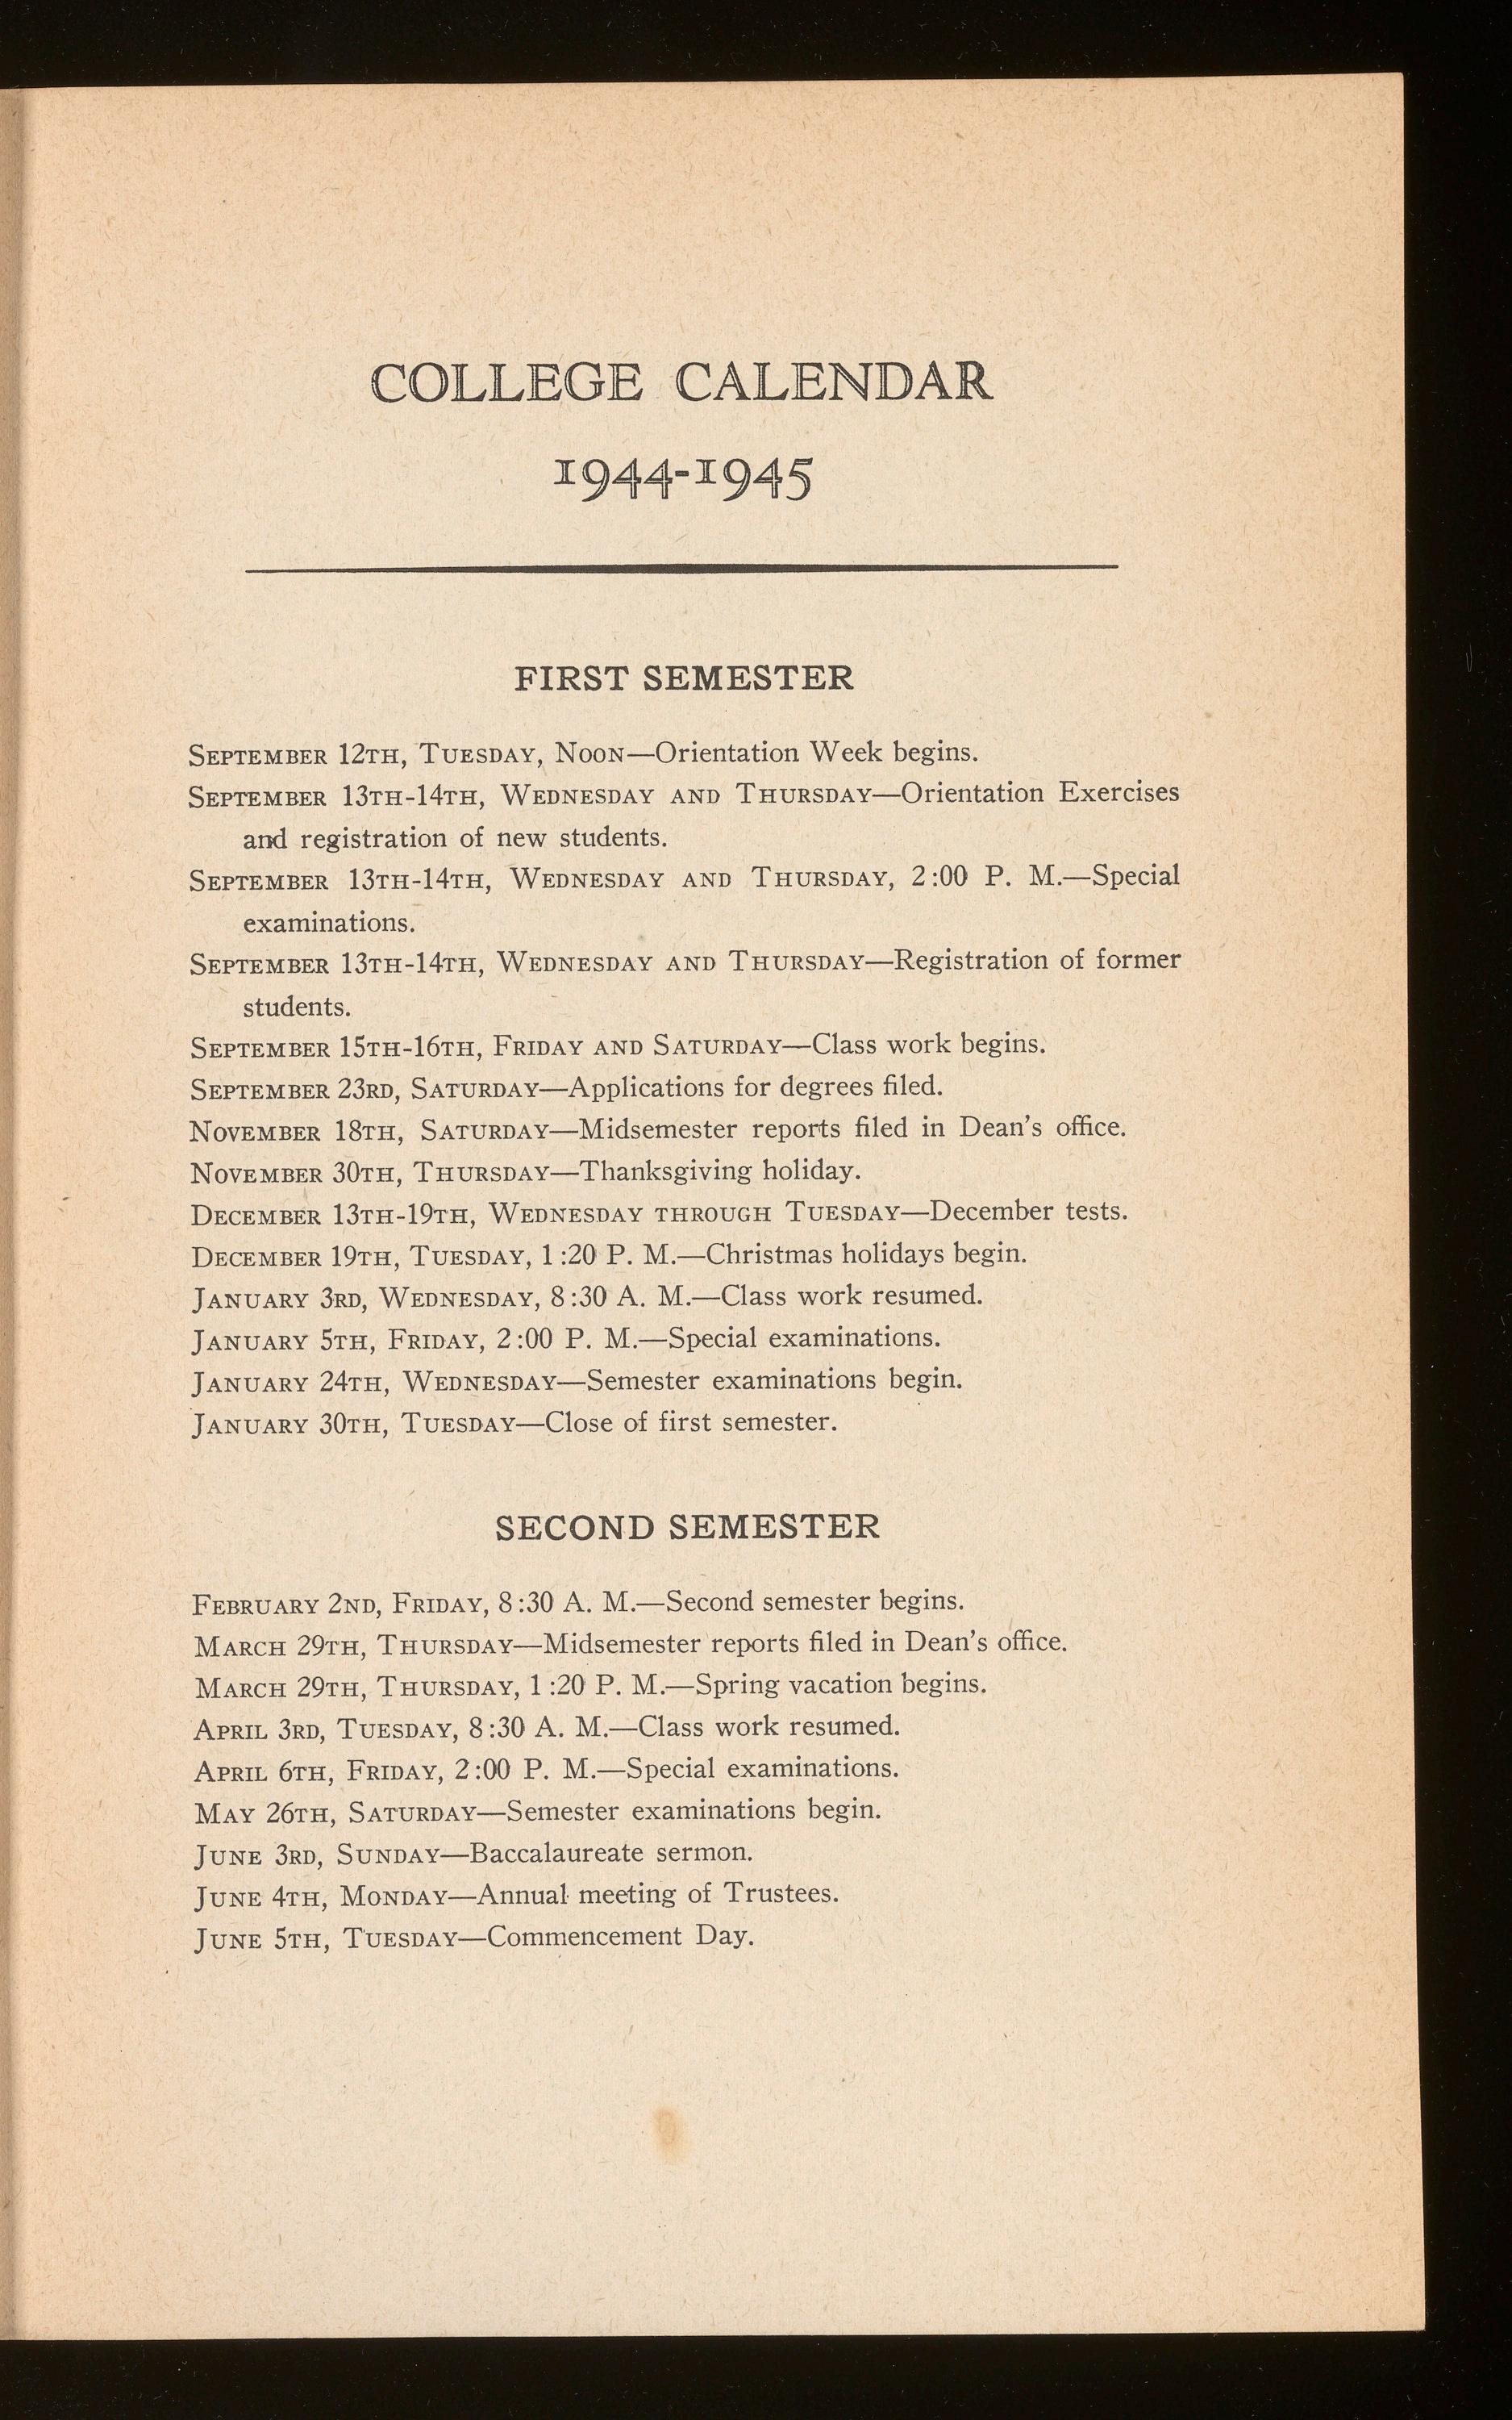 COLLEGE CALENDAR
1944-1945
FIRST SEMESTER
SEPTEMBER 12TH, TUESDAY, NOON—Orientation Week begins.
SEPTEMBER 13TH-14TH, WEDNESDAY AND THURSDAY—Orientation Exercises
and registration of new students.
SEPTEMBER 13TH-14TH, WEDNESDAY AND THURSDAY, 2:00 P. M.—Special
examinations.
SEPTEMBER 13TH-14TH, WEDNESDAY AND THURSDAY—Registration of former
students.
SEPTEMBER 15TH-16TH, FRIDAY AND SATURDAY—Class work begins.
SEPTEMBER 23RD, SATURDAY—Applications for degrees filed.
NOVEMBER 18TH, SATURDAY—Midsemester reports filed in Dean's office.
NOVEMBER 30TH, THURSDAY—Thanksgiving holiday.
DECEMBER 13TH-19TH, WEDNESDAY THROUGH TUESDAY—December tests.
DECEMBER 19TH, TUESDAY, 1:20 P. M.—Christmas holidays begin.
JANUARY 3RD, WEDNESDAY, 8:30 A. M.—Class work resumed.
JANUARY 5TH, FRIDAY, 2:00 P. M.—Special examinations.
JANUARY 24TH, WEDNESDAY—Semester examinations begin.
JANUARY 30TH, TUESDAY—Close of first semester.
SECOND SEMESTER
FEBRUARY 2ND, FRIDAY, 8:30 A. M.—Second semester begins.
MARCH 29TH, THURSDAY—Midsemester reports filed in Dean's office.
MARCH 29TH, THURSDAY, 1:20 P. M.—Spring vacation begins.
APRIL 3RD, TUESDAY, 8:30 A. M.—Class work resumed.
APRIL 6TH, FRIDAY, 2:00 P. M.—Special examinations.
MAY 26TH, SATURDAY—Semester examinations begin.
JUNE 3RD, SUNDAY—Baccalaureate sermon.
JUNE 4TH, MONDAY—Annual meeting of Trustees.
JUNE 5TH, TUESDAY—Commencement Day.